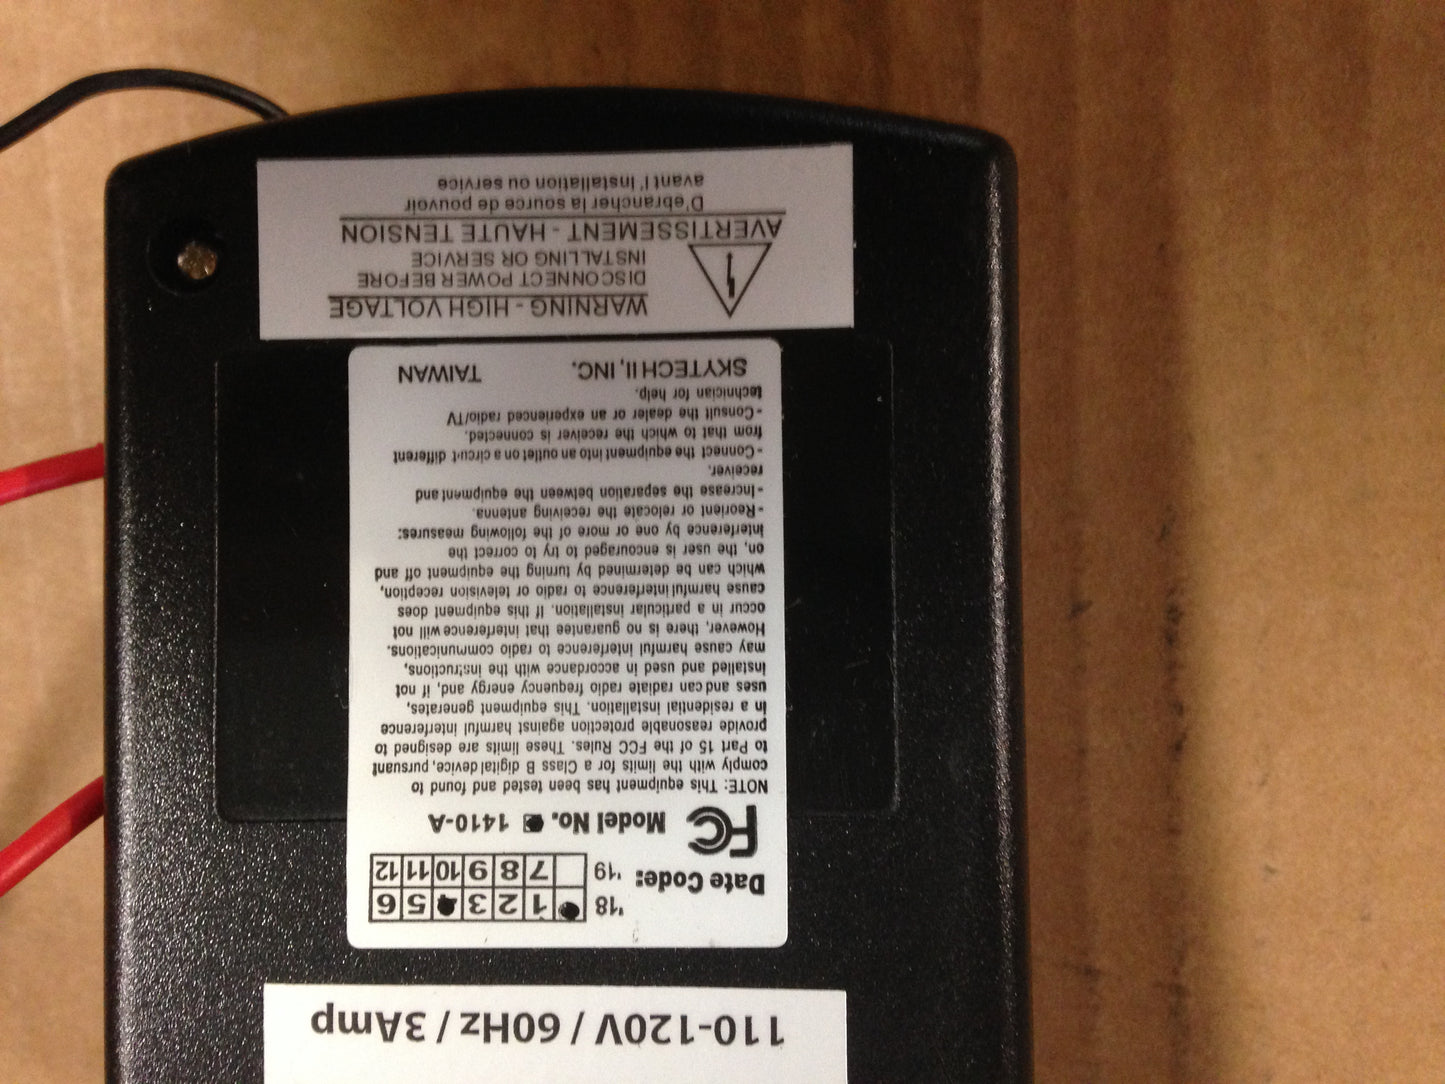 110-120V / 60Hz / 3Amp
Date Code: '18 1 2 3 4 5 6
'19 7 8 9 10 11 12
FC Model No. 1410-A
NOTE: This equipment has been tested and found to
comply with the limits for a Class B digital device, pursuant
to Part 15 of the FCC Rules. These limits are designed to
provide reasonable protection against harmful interference
in a residential installation. This equipment generates,
uses and can radiate radio frequency energy and, if not
installed and used in accordance with the instructions,
may cause harmful interference to radio communications.
However, there is no guarantee that interference will not
occur in a particular installation. If this equipment does
cause harmful interference to radio or television reception,
which can be determined by turning the equipment off and
on, the user is encouraged to try to correct the
interference by one or more of the following measures:
- Reorient or relocate the receiving antenna.
- Increase the separation between the equipment and
receiver.
- Connect the equipment into an outlet on a circuit different
from that to which the receiver is connected.
- Consult the dealer or an experienced radio/TV
technician for help.
SKYTECH II, INC. TAIWAN
WARNING - HIGH VOLTAGE
DISCONNECT POWER BEFORE
INSTALLING OR SERVICE
AVERTISSEMENT - HAUTE TENSION
D'ebrancher la source de pouvoir
avant l' Installation ou service